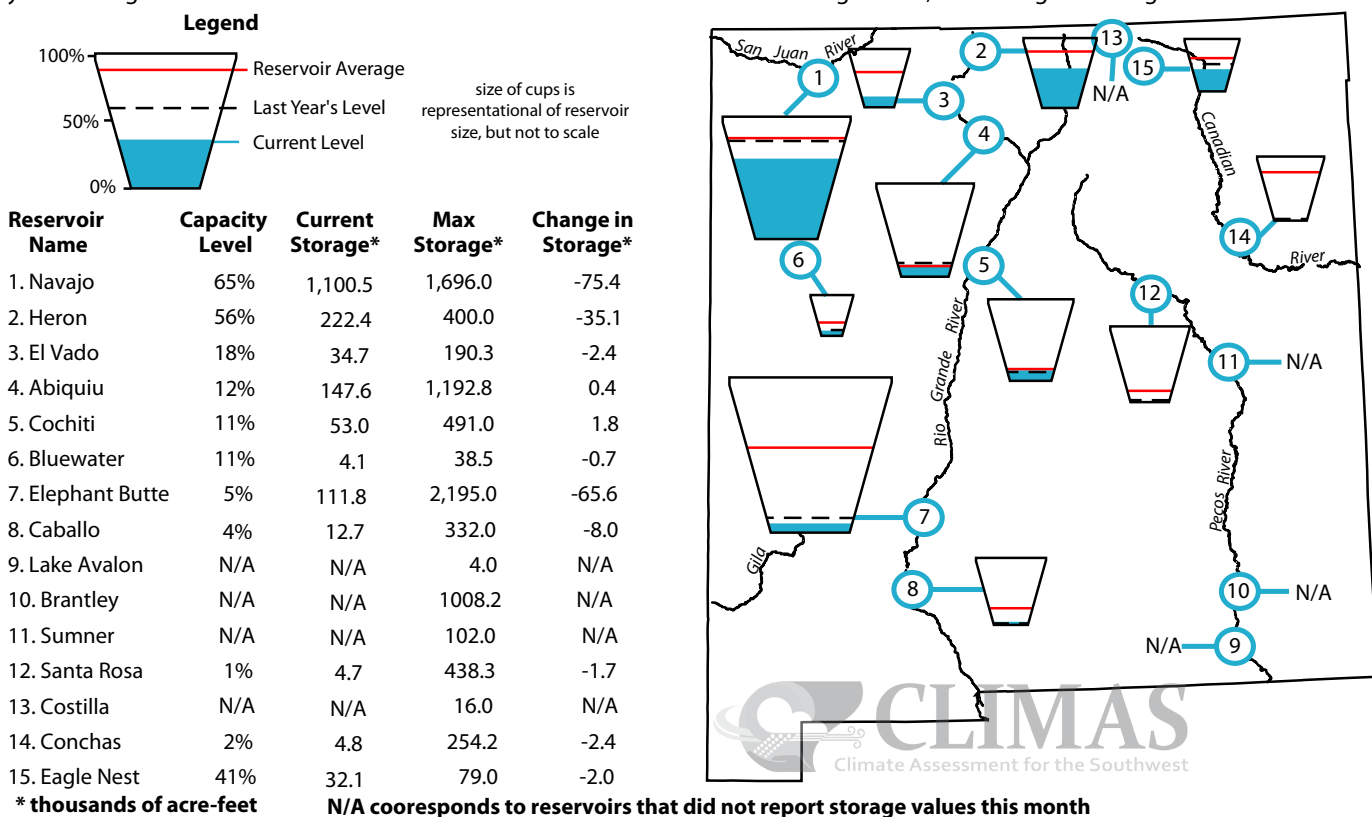 Legend
100%
50%
0%
Reservoir Average
Last Year's Level
Current Level
size of cups is
representational of reservoir
size, but not to scale
Reservoir Name Capacity Level Current Storage* Max Storage* Change in Storage*
1. Navajo 65% 1,100.5 1,696.0 -75.4
2. Heron 56% 222.4 400.0 -35.1
3. El Vado 18% 34.7 190.3 -2.4
4. Abiquiu 12% 147.6 1,192.8 0.4
5. Cochiti 11% 53.0 491.0 1.8
6. Bluewater 11% 4.1 38.5 -0.7
7. Elephant Butte 5% 111.8 2,195.0 -65.6
8. Caballo 4% 12.7 332.0 -8.0
9. Lake Avalon N/A N/A 4.0 N/A
10. Brantley N/A N/A 1008.2 N/A
11. Sumner N/A N/A 102.0 N/A
12. Santa Rosa 1% 4.7 438.3 -1.7
13. Costilla N/A N/A 16.0 N/A
14. Conchas 2% 4.8 254.2 -2.4
15. Eagle Nest 41% 32.1 79.0 -2.0
* thousands of acre-feet
N/A cooresponds to reservoirs that did not report storage values this month
San Juan River
1
2
13
15
N/A
3
4
Canadian
River
14
6
5
12
Rio Grande River
11
N/A
Pecos River
7
Gila
8
10
N/A
N/A
9
CLIMAS
Climate Assessment for the Southwest